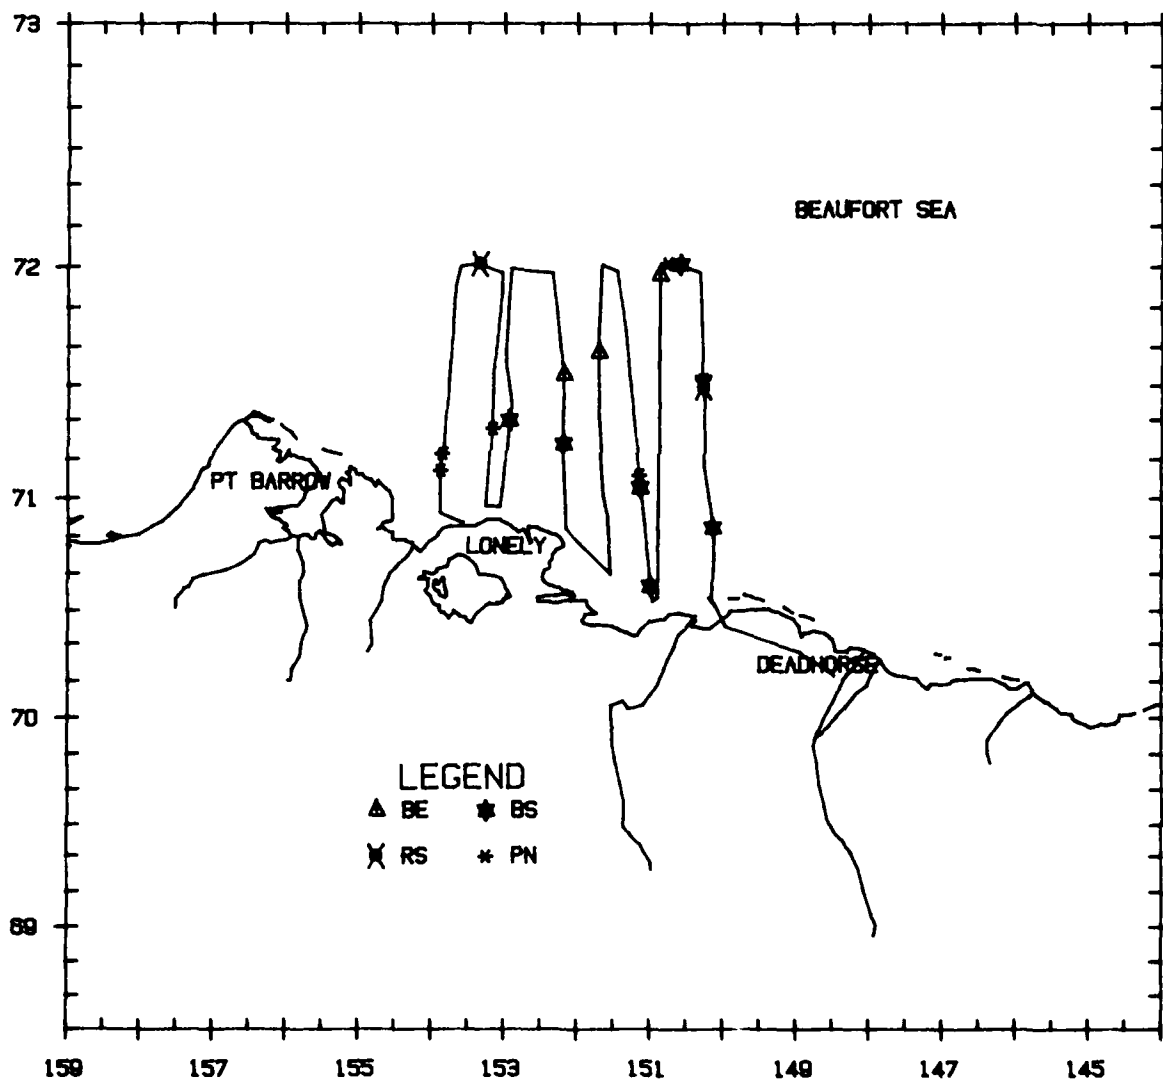 73
BEAUFORT SEA
72
PT BARROW
71
LONELY
DEADHORSE
70
LEGEND
BE BS
RS PN
69
159 157 155 153 151 149 147 145